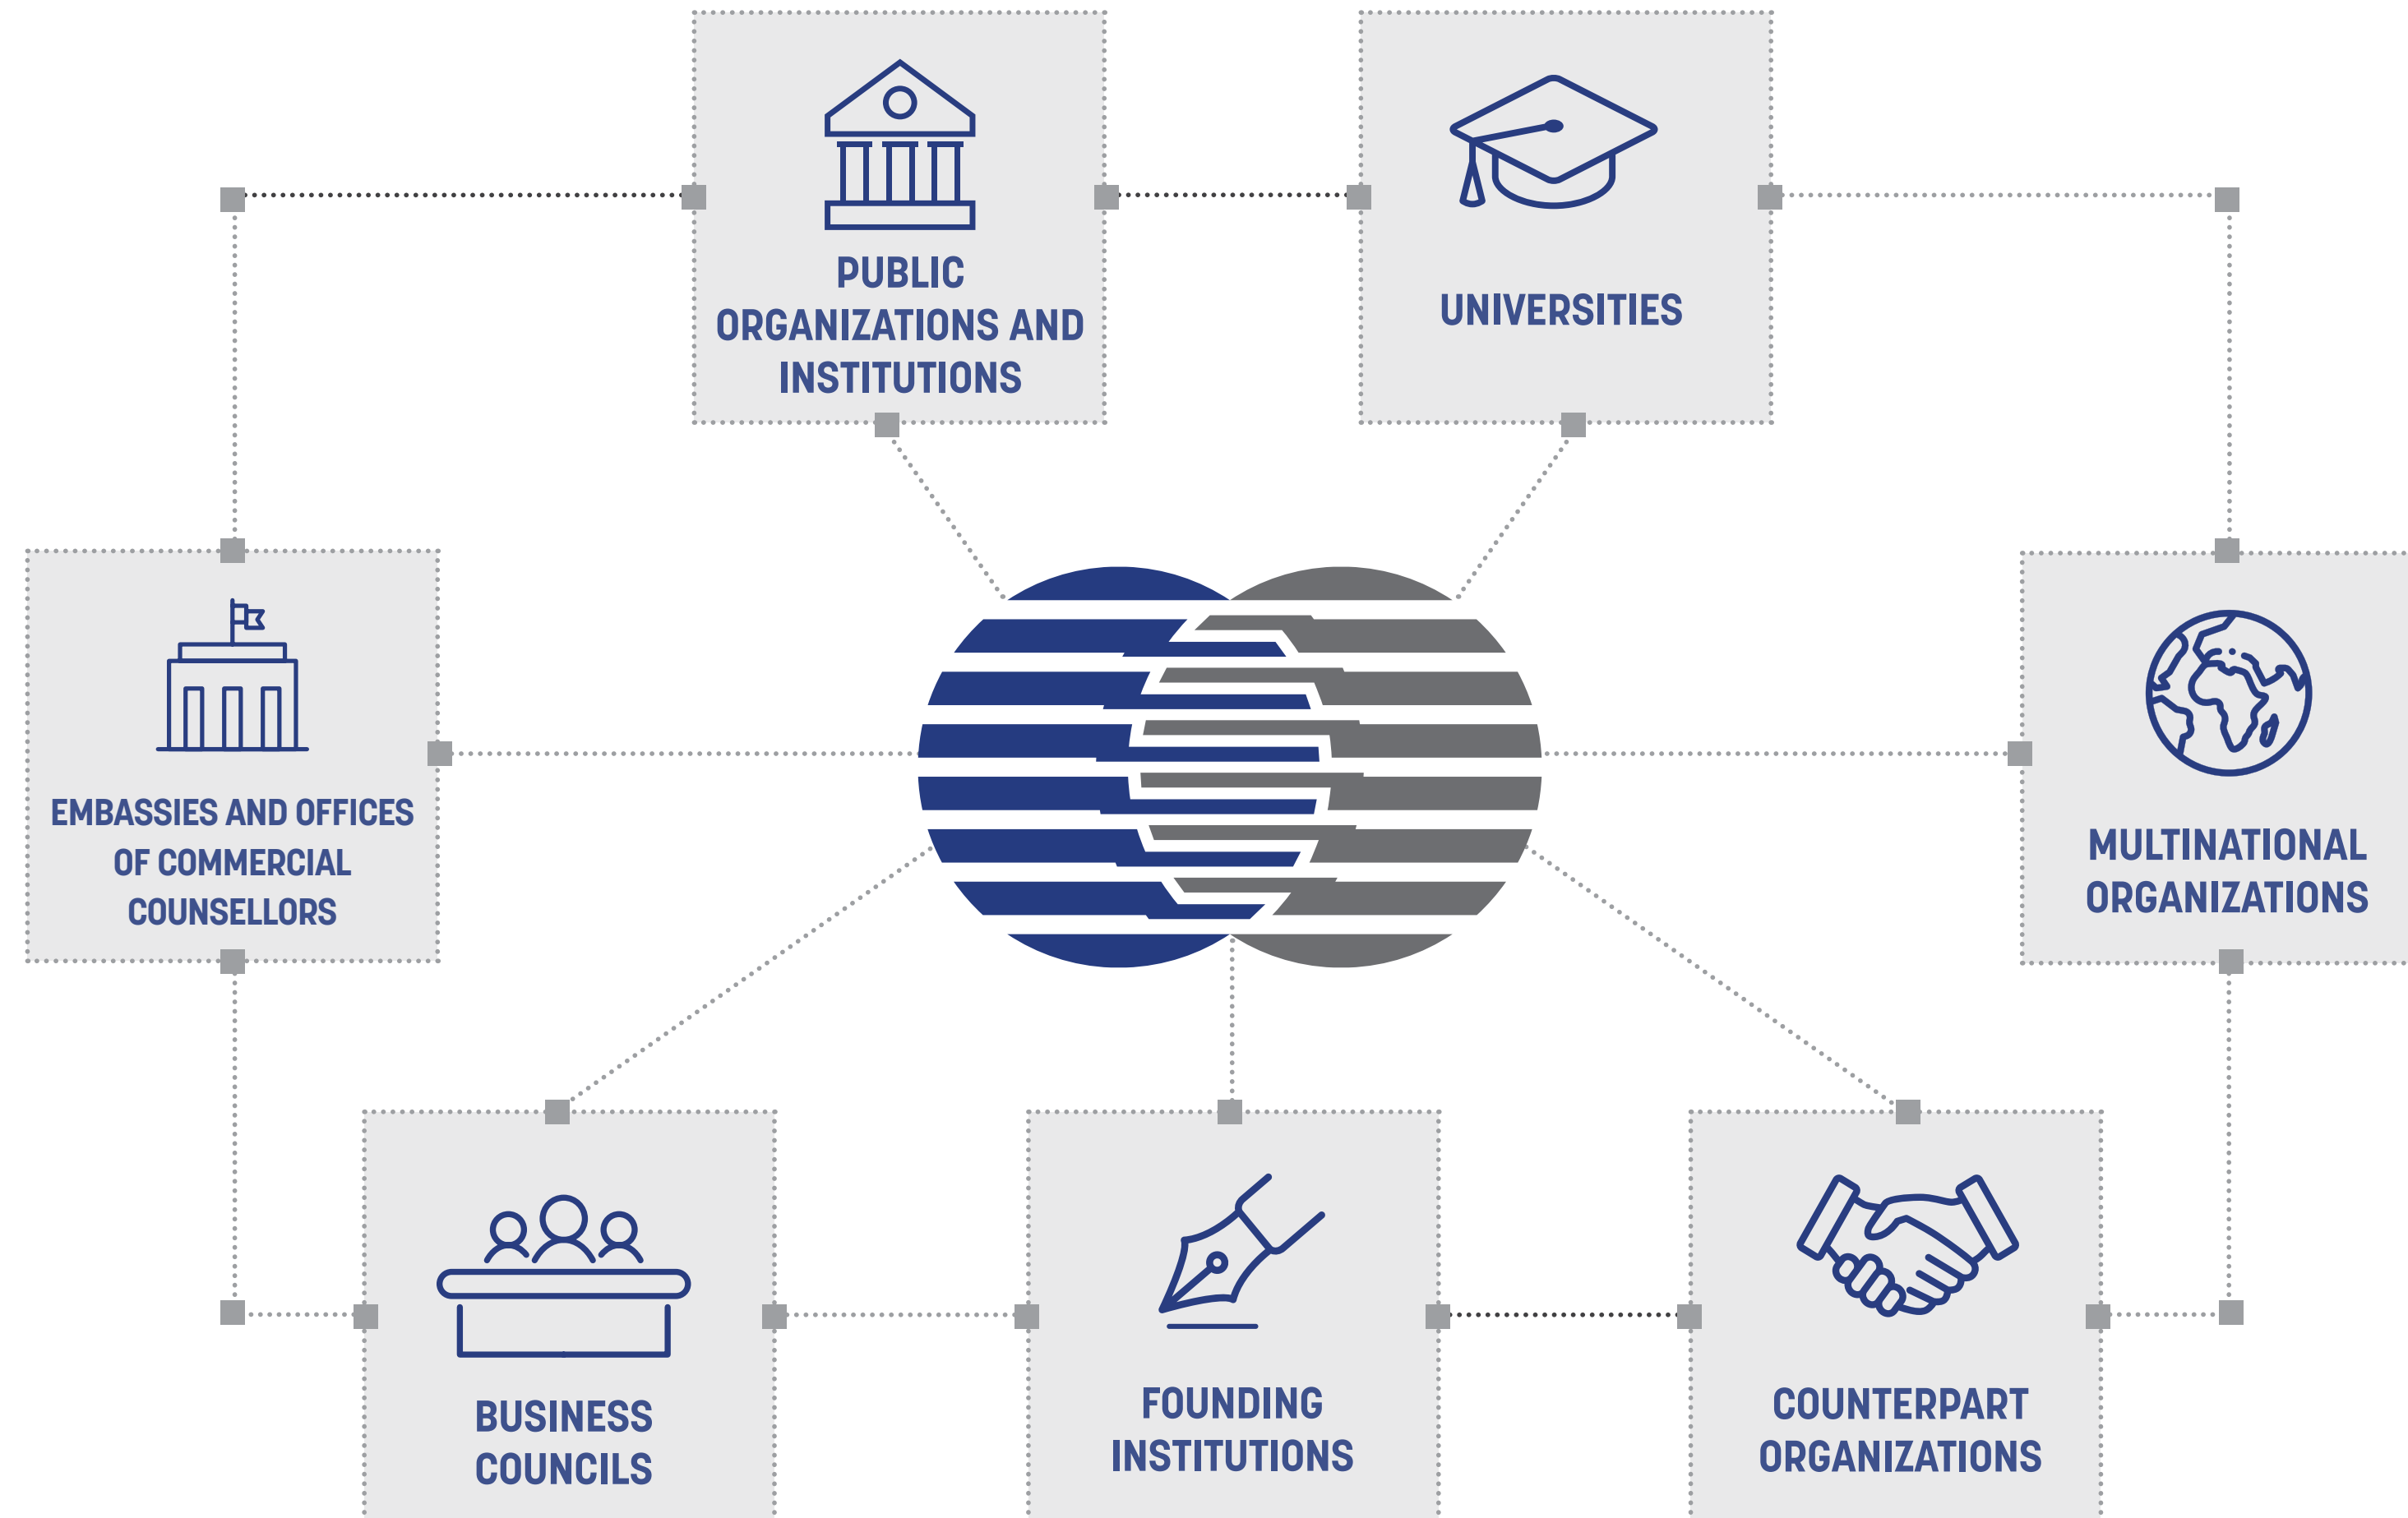 PUBLIC
ORGANIZATIONS AND
INSTITUTIONS
UNIVERSITIES
EMBASSIES AND OFFICES
OF COMMERCIAL
COUNSELLORS
MULTINATIONAL
ORGANIZATIONS
BUSINESS
COUNCILS
FOUNDING
INSTITUTIONS
COUNTERPART
ORGANIZATIONS